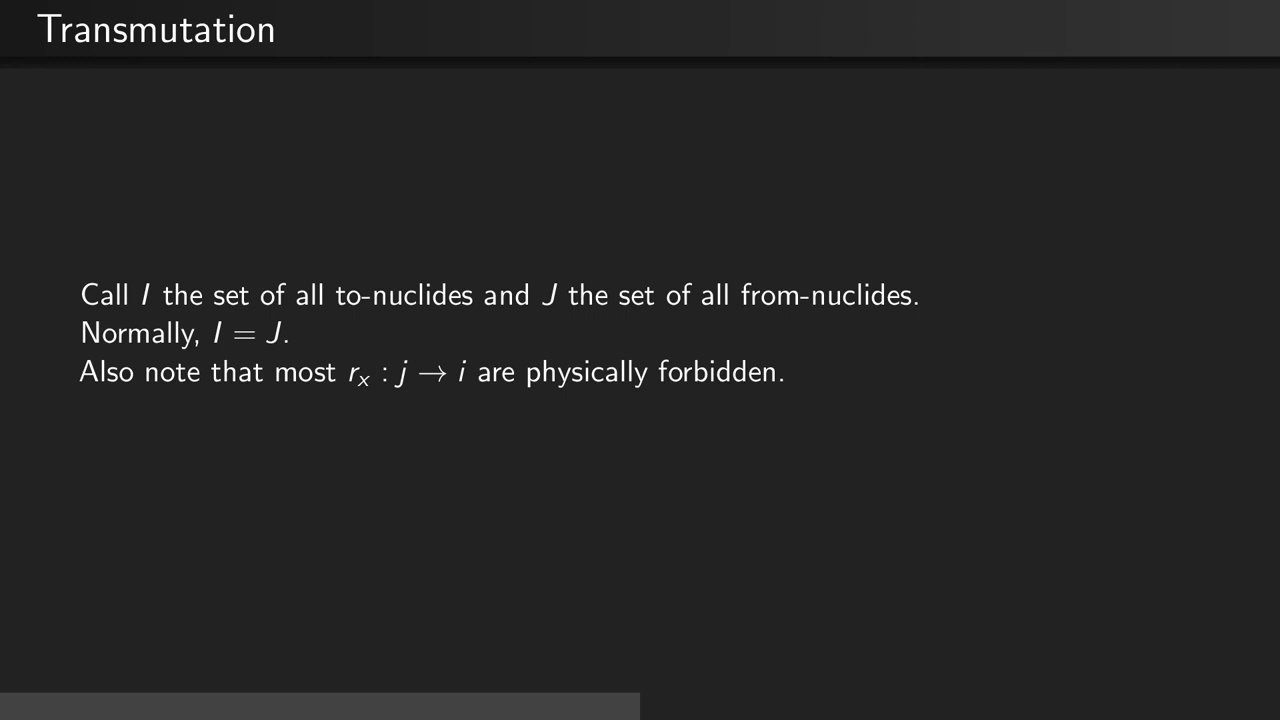 Transmutation
Call I the set of all to-nuclides and J the set of all from-nuclides.
Normally, I = J.
Also note that most rₓ : j → i are physically forbidden.